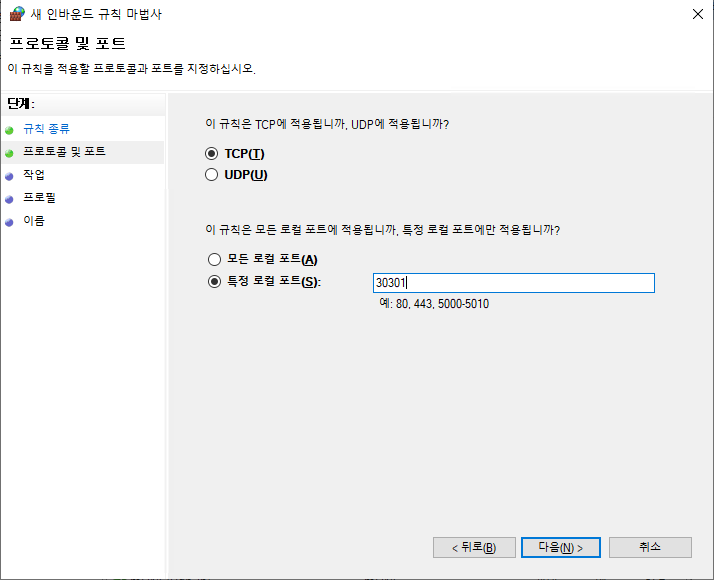 새 인바운드 규칙 마법사
프로토콜 및 포트
이 규칙을 적용할 프로토콜과 포트를 지정하십시오.
단계:
규칙 종류
프로토콜 및 포트
작업
프로필
이름
이 규칙은 TCP에 적용됩니까, UDP에 적용됩니까?
TCP(T)
UDP(U)
이 규칙은 모든 로컬 포트에 적용됩니까, 특정 로컬 포트에만 적용됩니까?
모든 로컬 포트(A)
특정 로컬 포트(S): 30301
예: 80, 443, 5000-5010
< 뒤로(B) 다음(N) > 취소